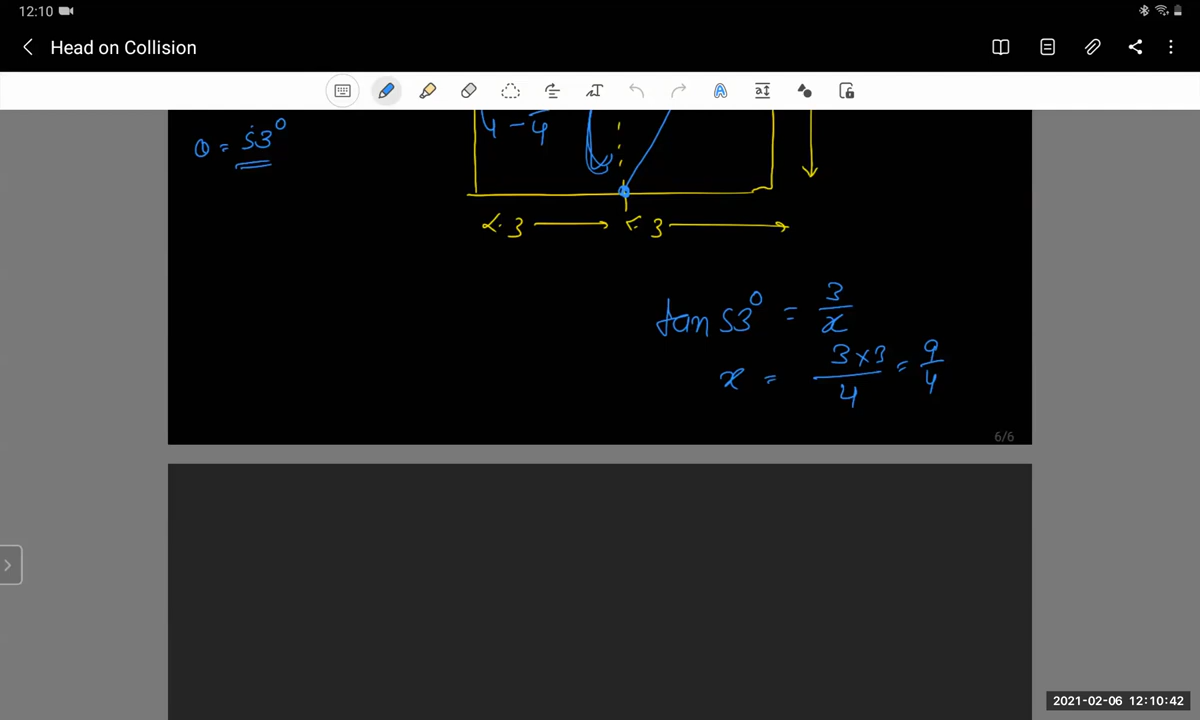 12:10
Head on Collision
θ = 53°
4 - /4
3 3
tan 53° = 3/x
x = 3×3/4 = 9/4
6/6
2021-02-06 12:10:42